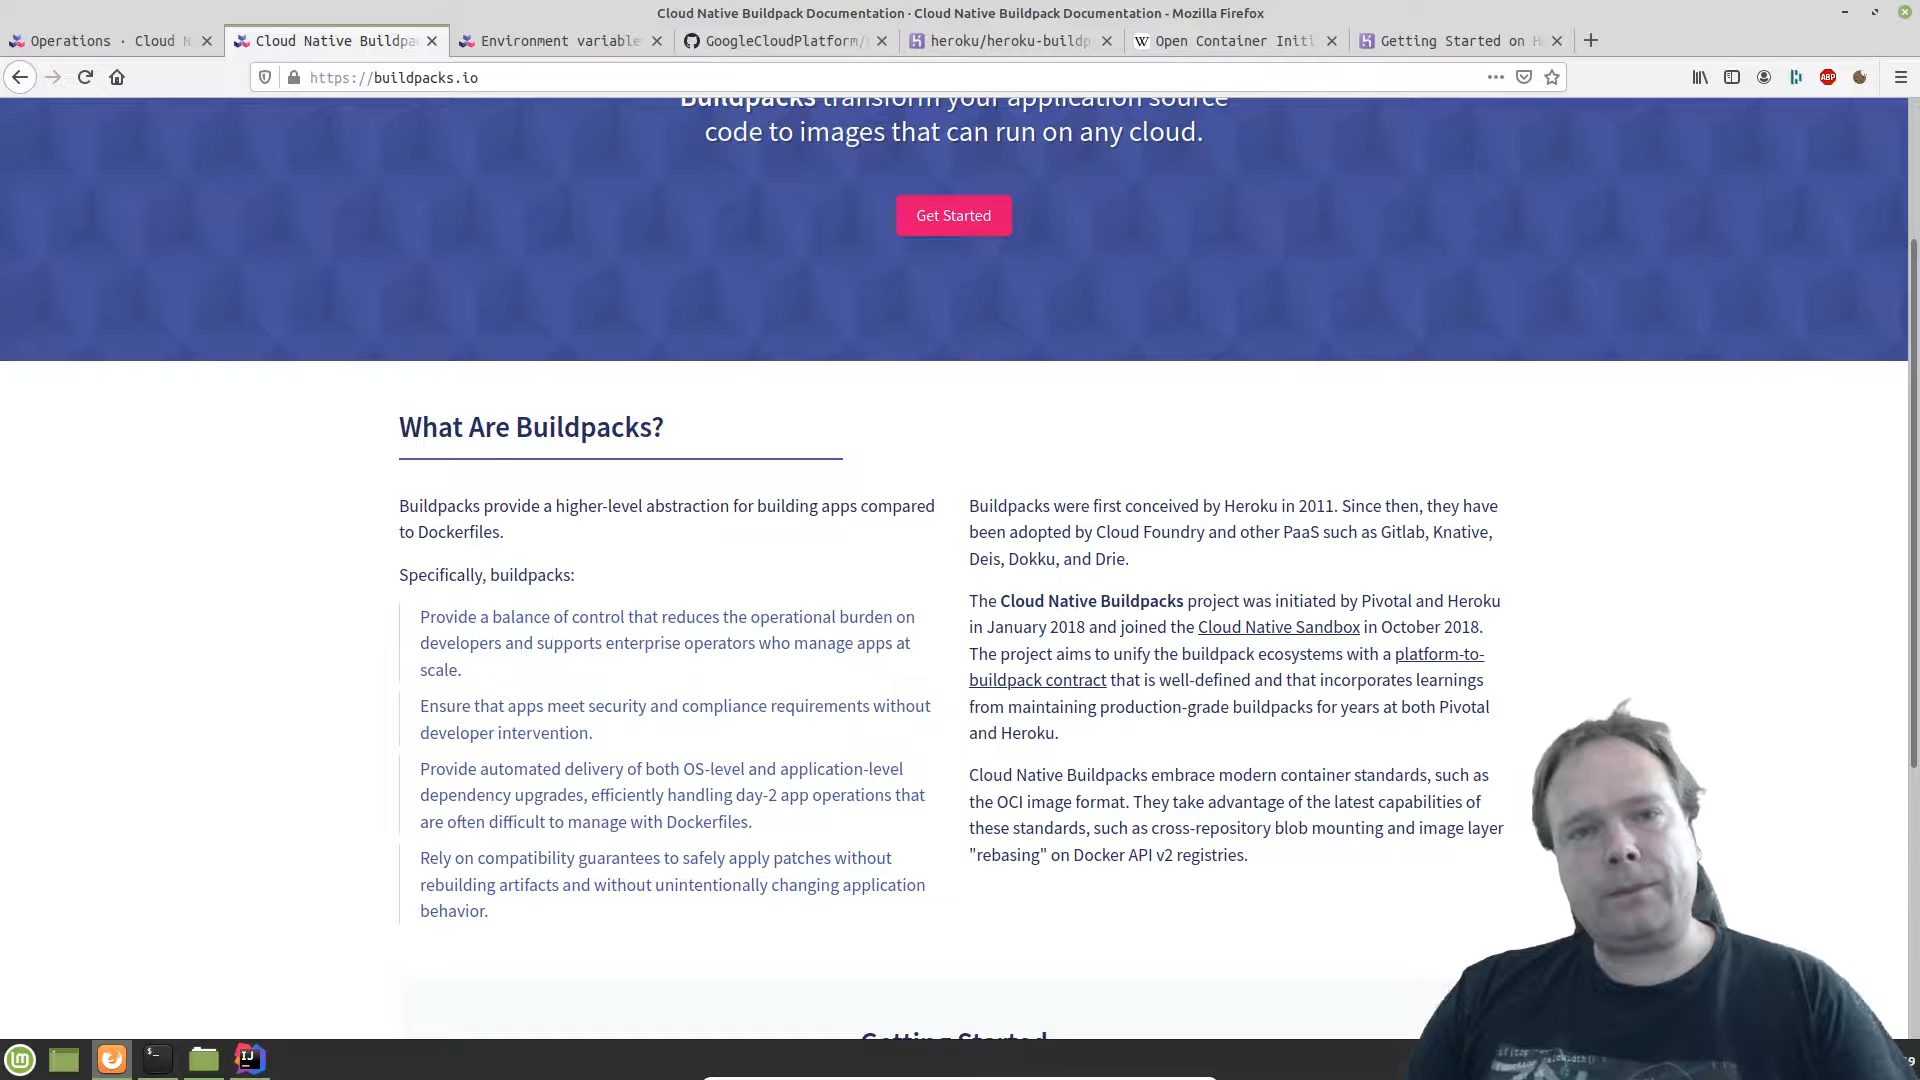 Cloud Native Buildpack Documentation · Cloud Native Buildpack Documentation - Mozilla Firefox
Operations · Cloud N
Cloud Native Buildpa
Environment variable
GoogleCloudPlatform/
heroku/heroku-buildp
Open Container Initi
Getting Started on H
https://buildpacks.io
ABP
Buildpacks transform your application source
code to images that can run on any cloud.
Get Started
What Are Buildpacks?
Buildpacks provide a higher-level abstraction for building apps compared
to Dockerfiles.
Specifically, buildpacks:
Provide a balance of control that reduces the operational burden on
developers and supports enterprise operators who manage apps at
scale.
Ensure that apps meet security and compliance requirements without
developer intervention.
Provide automated delivery of both OS-level and application-level
dependency upgrades, efficiently handling day-2 app operations that
are often difficult to manage with Dockerfiles.
Rely on compatibility guarantees to safely apply patches without
rebuilding artifacts and without unintentionally changing application
behavior.
Buildpacks were first conceived by Heroku in 2011. Since then, they have
been adopted by Cloud Foundry and other PaaS such as Gitlab, Knative,
Deis, Dokku, and Drie.
The Cloud Native Buildpacks project was initiated by Pivotal and Heroku
in January 2018 and joined the Cloud Native Sandbox in October 2018.
The project aims to unify the buildpack ecosystems with a platform-to-
buildpack contract that is well-defined and that incorporates learnings
from maintaining production-grade buildpacks for years at both Pivotal
and Heroku.
Cloud Native Buildpacks embrace modern container standards, such as
the OCI image format. They take advantage of the latest capabilities of
these standards, such as cross-repository blob mounting and image layer
"rebasing" on Docker API v2 registries.
Getting Started
IJ